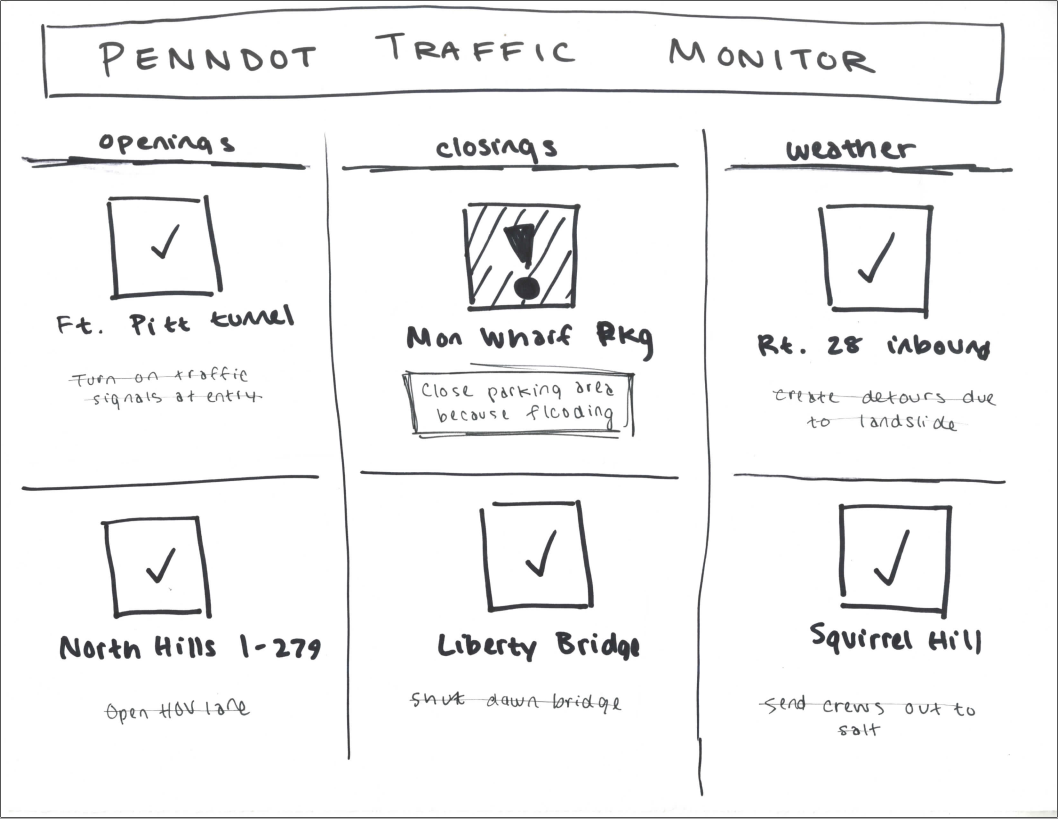 PENNDOT TRAFFIC MONITOR
openings
Ft. Pitt tunnel
Turn on traffic
signals at entry
North Hills I-279
Open HOV lane
closings
Mon Wharf Pkg
Close parking area
because flooding
Liberty Bridge
shut down bridge
weather
Rt. 28 inbound
create detours due
to landslide
Squirrel Hill
send crews out to
salt